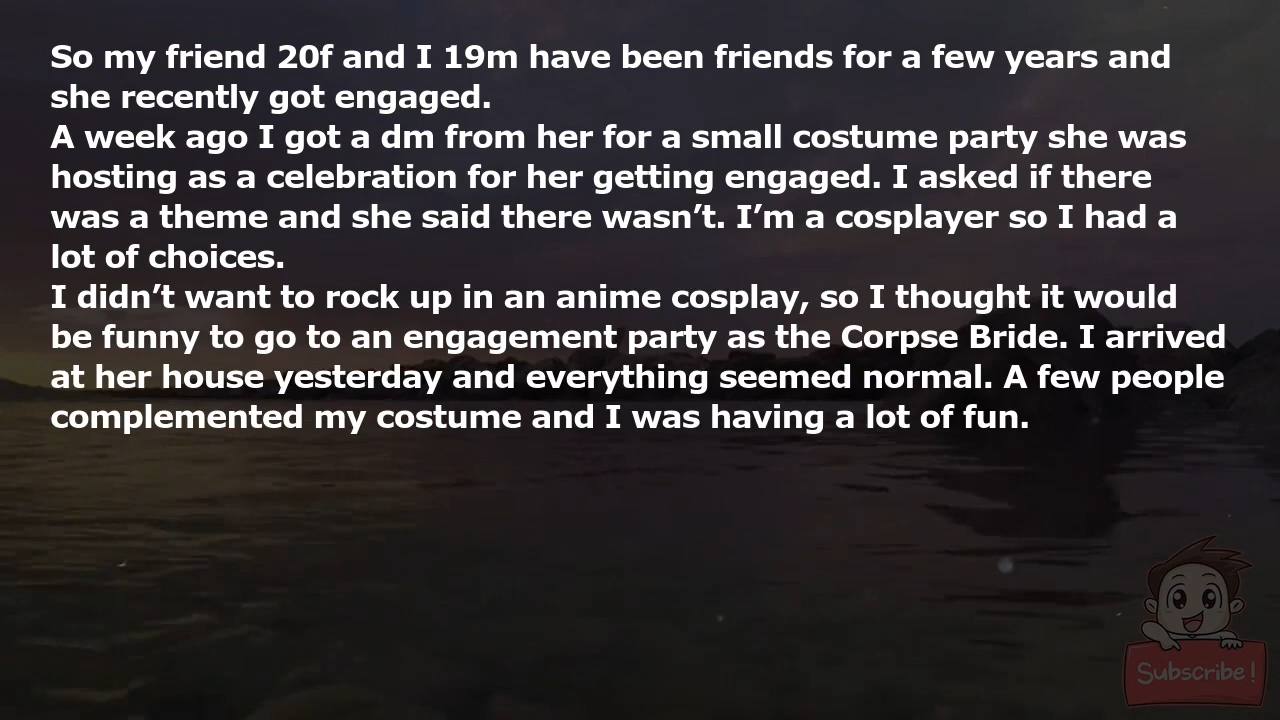 So my friend 20f and I 19m have been friends for a few years and
she recently got engaged.
A week ago I got a dm from her for a small costume party she was
hosting as a celebration for her getting engaged. I asked if there
was a theme and she said there wasn’t. I’m a cosplayer so I had a
lot of choices.
I didn’t want to rock up in an anime cosplay, so I thought it would
be funny to go to an engagement party as the Corpse Bride. I arrived
at her house yesterday and everything seemed normal. A few people
complemented my costume and I was having a lot of fun.
Subscribe!